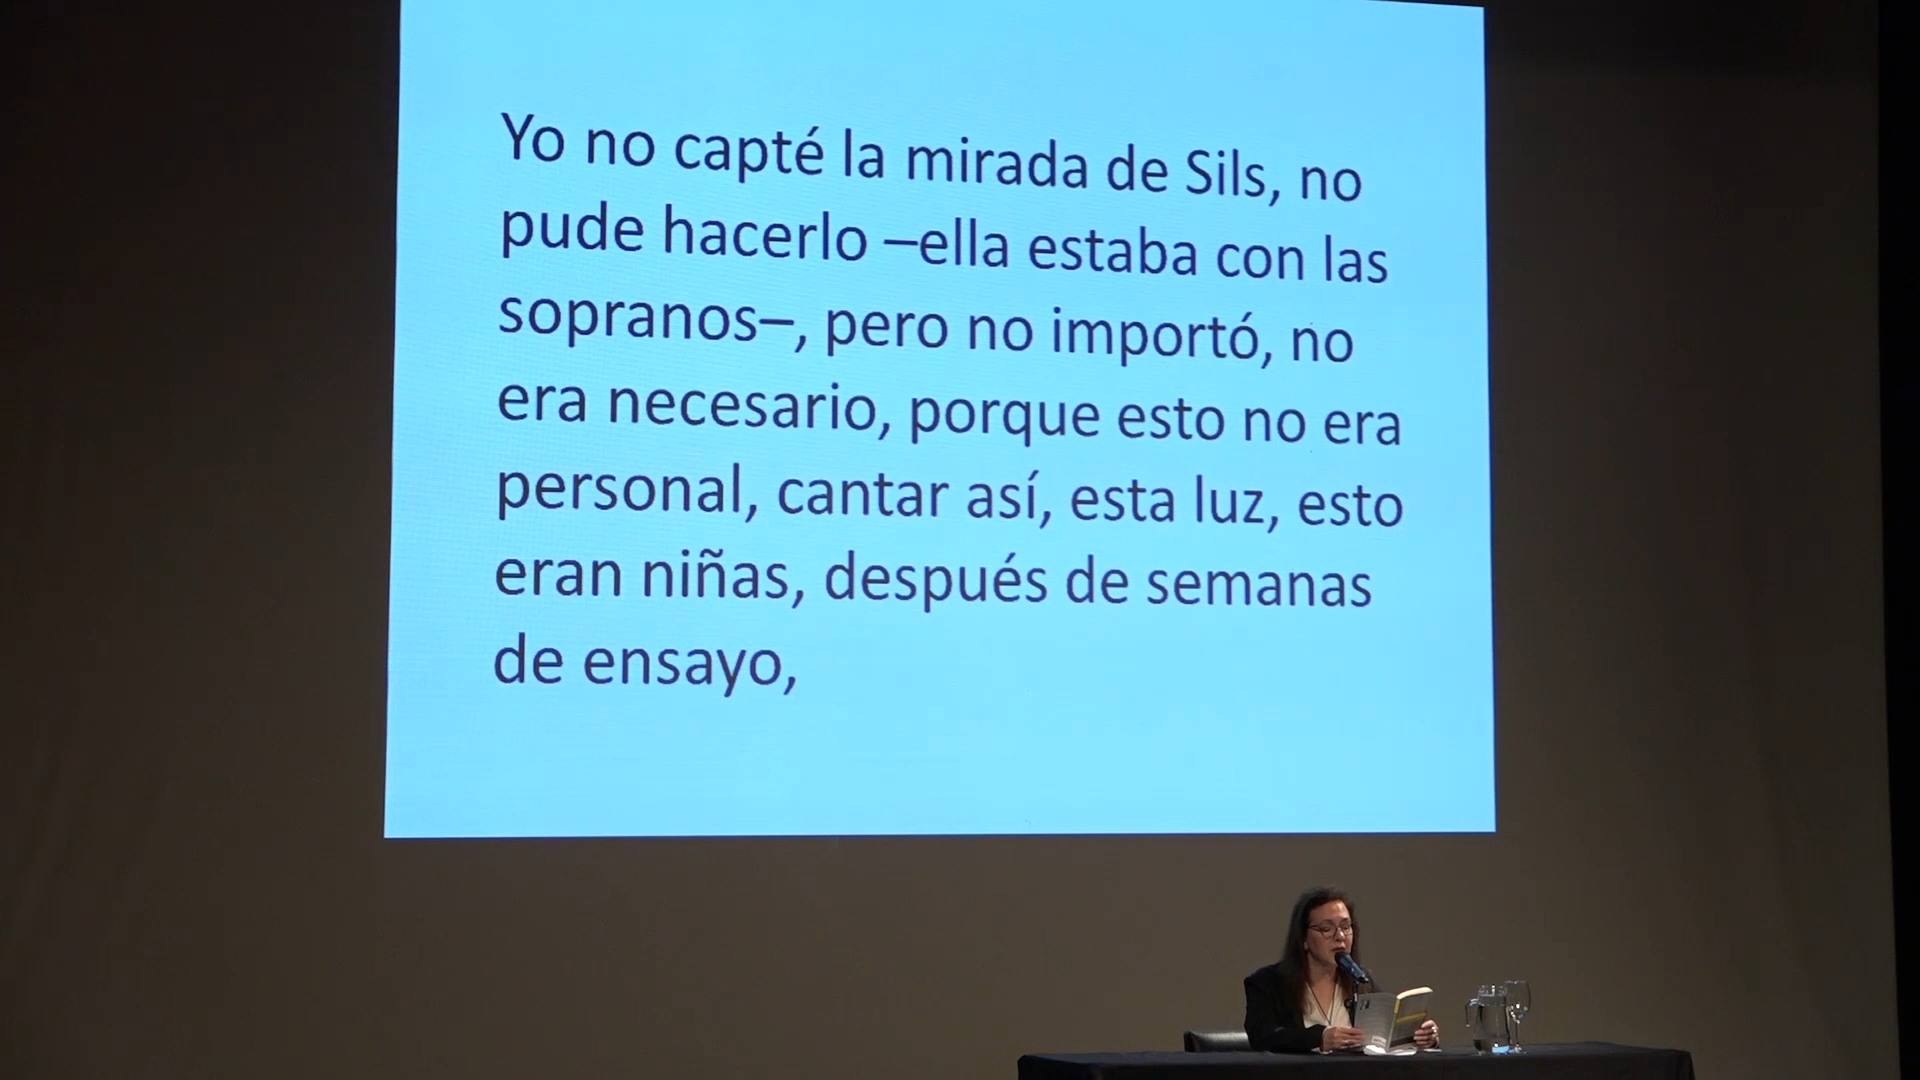 Yo no capté la mirada de Sils, no
pude hacerlo –ella estaba con las
sopranos–, pero no importó, no
era necesario, porque esto no era
personal, cantar así, esta luz, esto
eran niñas, después de semanas
de ensayo,